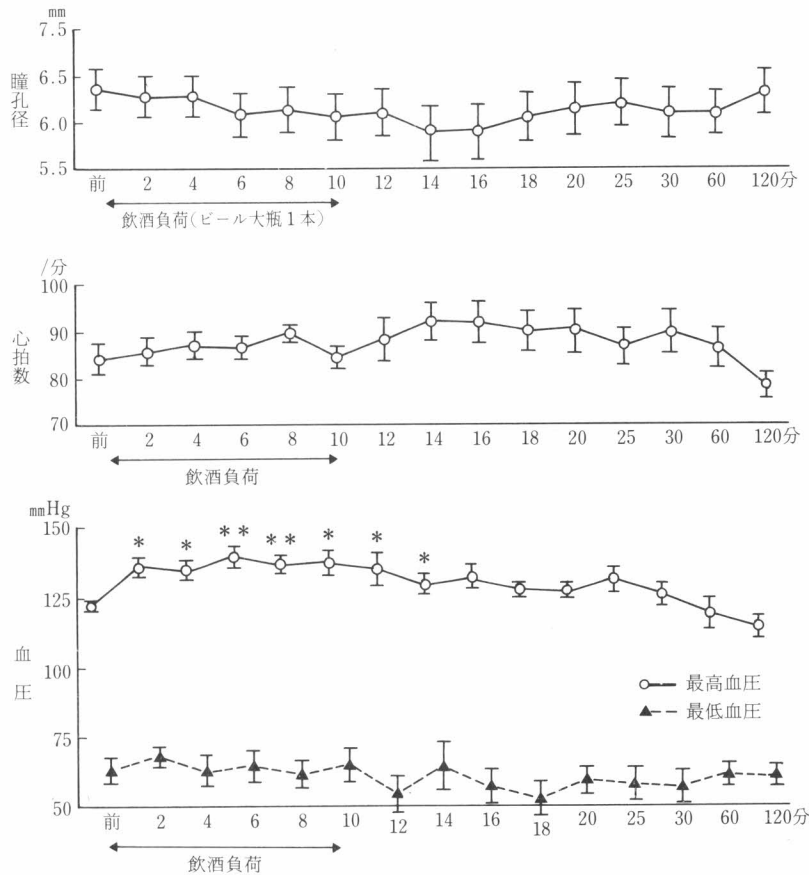 mm
7.5
6.5
6.0
5.5
瞳孔径
前 2 4 6 8 10 12 14 16 18 20 25 30 60 120分
飲酒負荷(ビール大瓶1本)
/分
100
90
80
70
心拍数
前 2 4 6 8 10 12 14 16 18 20 25 30 60 120分
飲酒負荷
mmHg
150
125
100
75
50
血圧
* * ** ** * * *
最高血圧
最低血圧
前 2 4 6 8 10 12 14 16 18 20 25 30 60 120分
飲酒負荷